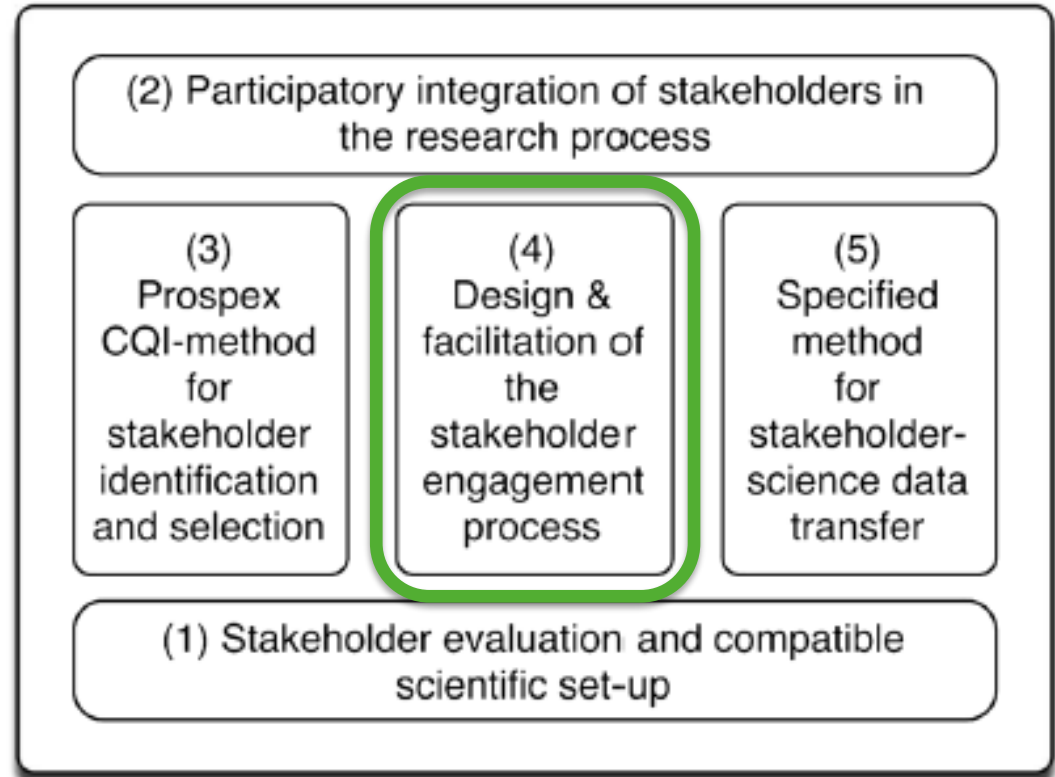 (2) Participatory integration of stakeholders in
the research process
(3)
Prospex
CQI-method
for
stakeholder
identification
and selection
(4)
Design &
facilitation of
the
stakeholder
engagement
process
(5)
Specified
method
for
stakeholder-
science data
transfer
(1) Stakeholder evaluation and compatible
scientific set-up